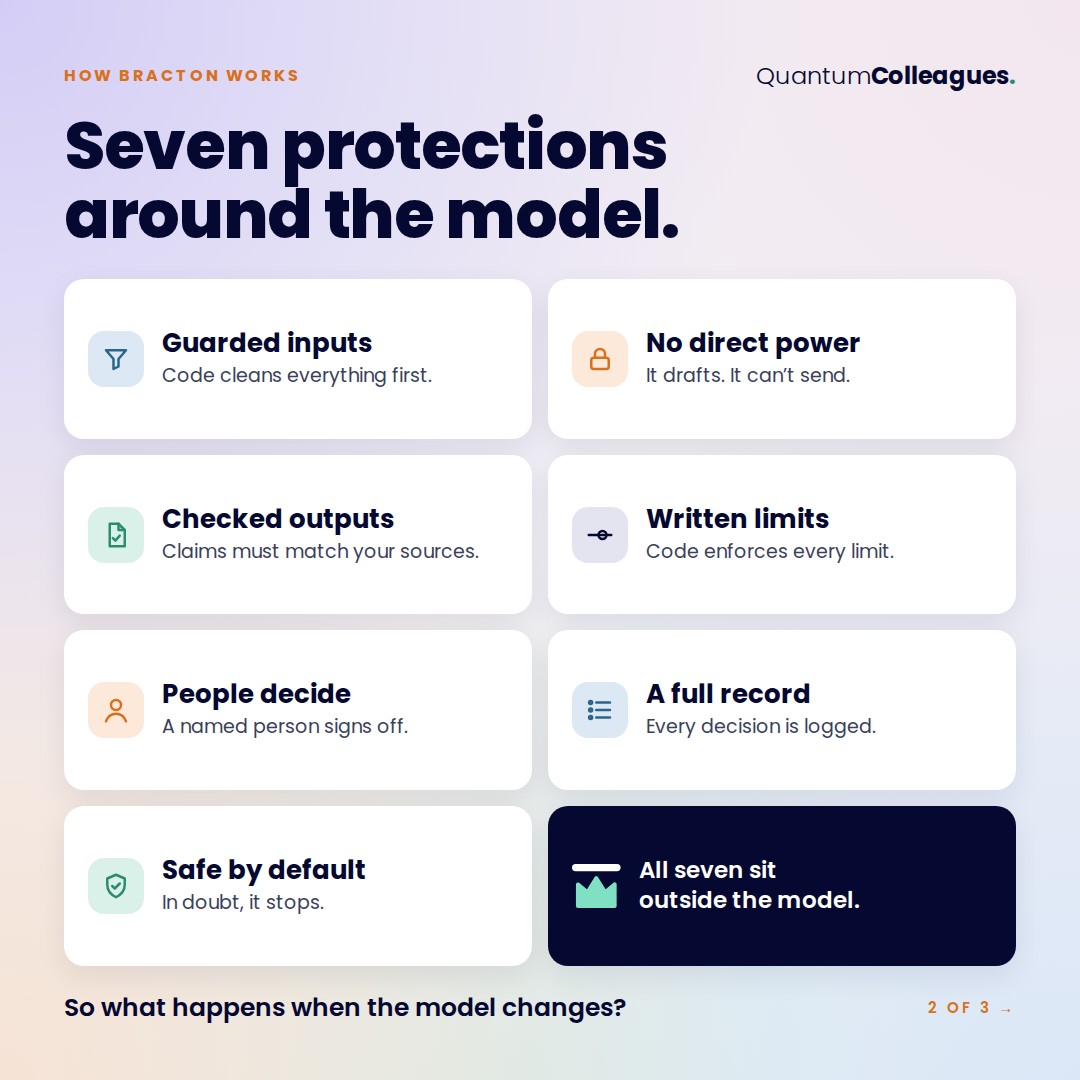 HOW BRACTON WORKS
QuantumColleagues.
Seven protections
around the model.
Guarded inputs
Code cleans everything first.
No direct power
It drafts. It can’t send.
Checked outputs
Claims must match your sources.
Written limits
Code enforces every limit.
People decide
A named person signs off.
A full record
Every decision is logged.
Safe by default
In doubt, it stops.
All seven sit
outside the model.
So what happens when the model changes?
2 OF 3 →